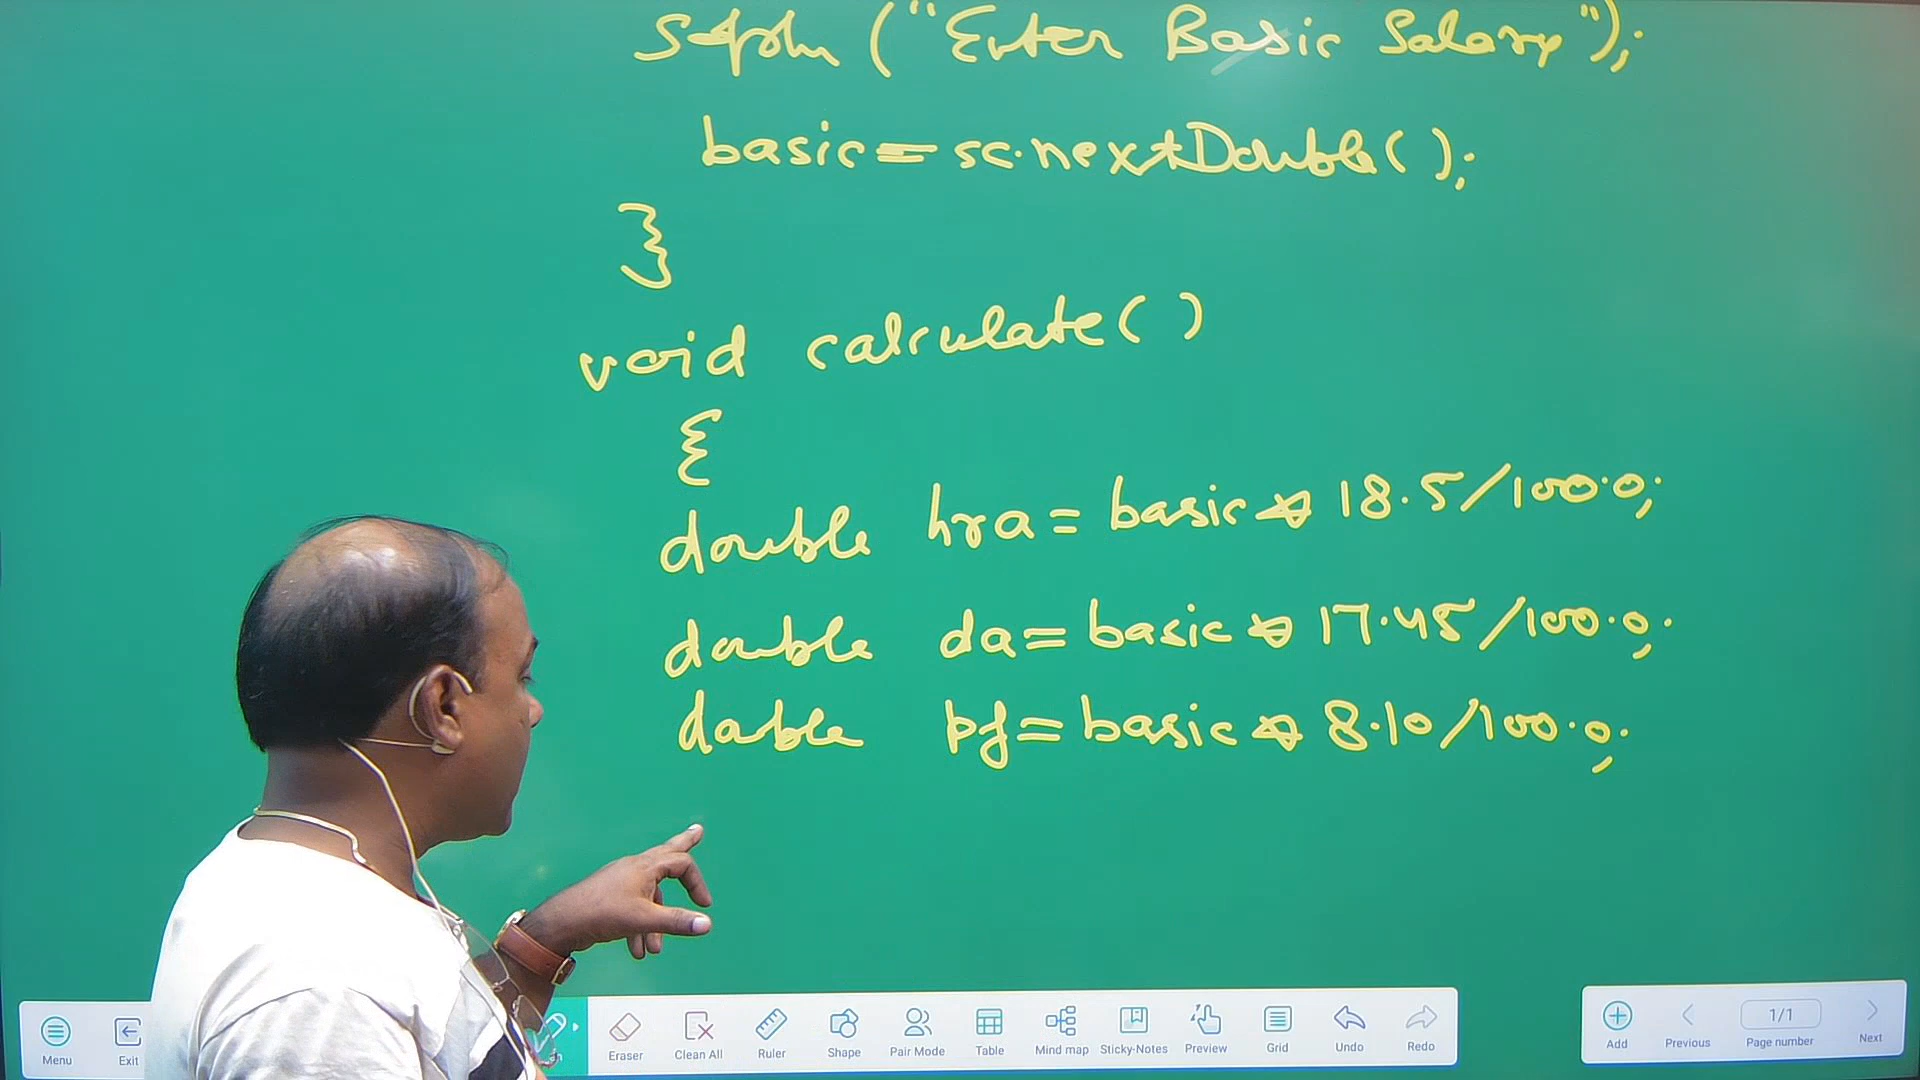 Sopln ("Enter Basic Salary");
basic=sc.nextDouble();
}
void calculate()
{
double hra=basic*18.5/100.0;
double da=basic*17.45/100.0;
double pf=basic*8.10/100.0;
Menu Exit Eraser Clean All Ruler Shape Pair Mode Table Mind map Sticky-Notes Preview Grid Undo Redo Add Previous 1/1 Page number Next